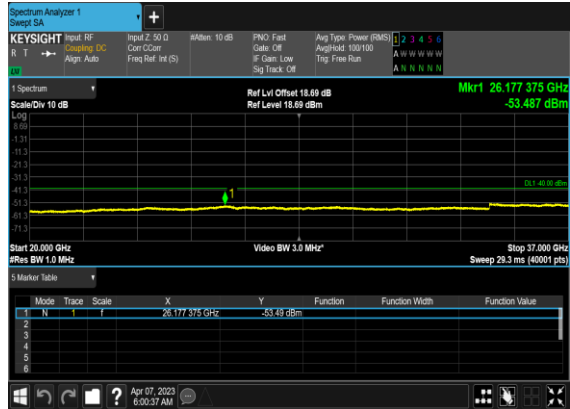 Spectrum Analyzer 1
Swept SA
+
KEYSIGHT
R T
LW
Input: RF
Coupling: DC
Align: Auto
Input Z: 50 Ω
Corr CCorr
Freq Ref: Int (S)
#Atten: 10 dB
PNO: Fast
Gate: Off
IF Gain: Low
Sig Track: Off
Avg Type: Power (RMS)
Avg|Hold: 100/100
Trig: Free Run
1 2 3 4 5 6
A W W W W W
A N N N N N
1 Spectrum
Scale/Div 10 dB
Ref Lvl Offset 18.69 dB
Ref Level 18.69 dBm
Mkr1 26.177 375 GHz
-53.487 dBm
Log
8.69
-1.31
-11.3
-21.3
-31.3
-41.3
-51.3
-61.3
-71.3
DL1 -40.00 dBm
1
Start 20.000 GHz
#Res BW 1.0 MHz
Video BW 3.0 MHz*
Stop 37.000 GHz
Sweep 29.3 ms (40001 pts)
5 Marker Table
Mode Trace Scale X Y Function Function Width Function Value
1 N 1 f 26.177 375 GHz -53.49 dBm
2
3
4
5
6
?
Apr 07, 2023
6:00:37 AM